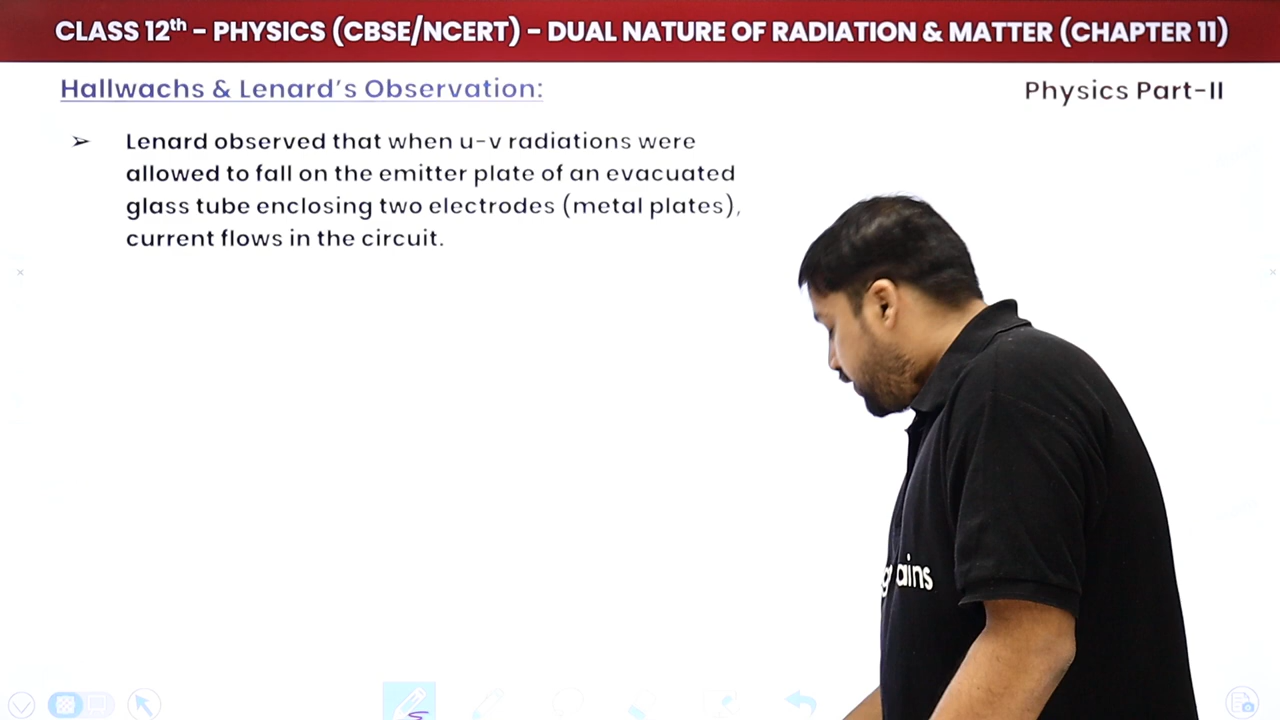 CLASS 12th - PHYSICS (CBSE/NCERT) - DUAL NATURE OF RADIATION & MATTER (CHAPTER 11)
Hallwachs & Lenard's Observation:
Physics Part-II
➢ Lenard observed that when u-v radiations were
allowed to fall on the emitter plate of an evacuated
glass tube enclosing two electrodes (metal plates),
current flows in the circuit.
ains